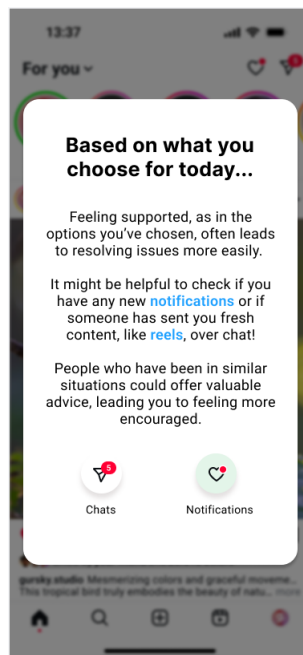 13:37
For you
Based on what you
choose for today...
Feeling supported, as in the
options you've chosen, often leads
to resolving issues more easily.
It might be helpful to check if you
have any new notifications or if
someone has sent you fresh
content, like reels, over chat!
People who have been in similar
situations could offer valuable
advice, leading you to feeling more
encouraged.
5
Chats
Notifications
gursky.studio Mesmerizing colors and graceful moveme...
This tropical bird truly embodies the beauty of natu... more